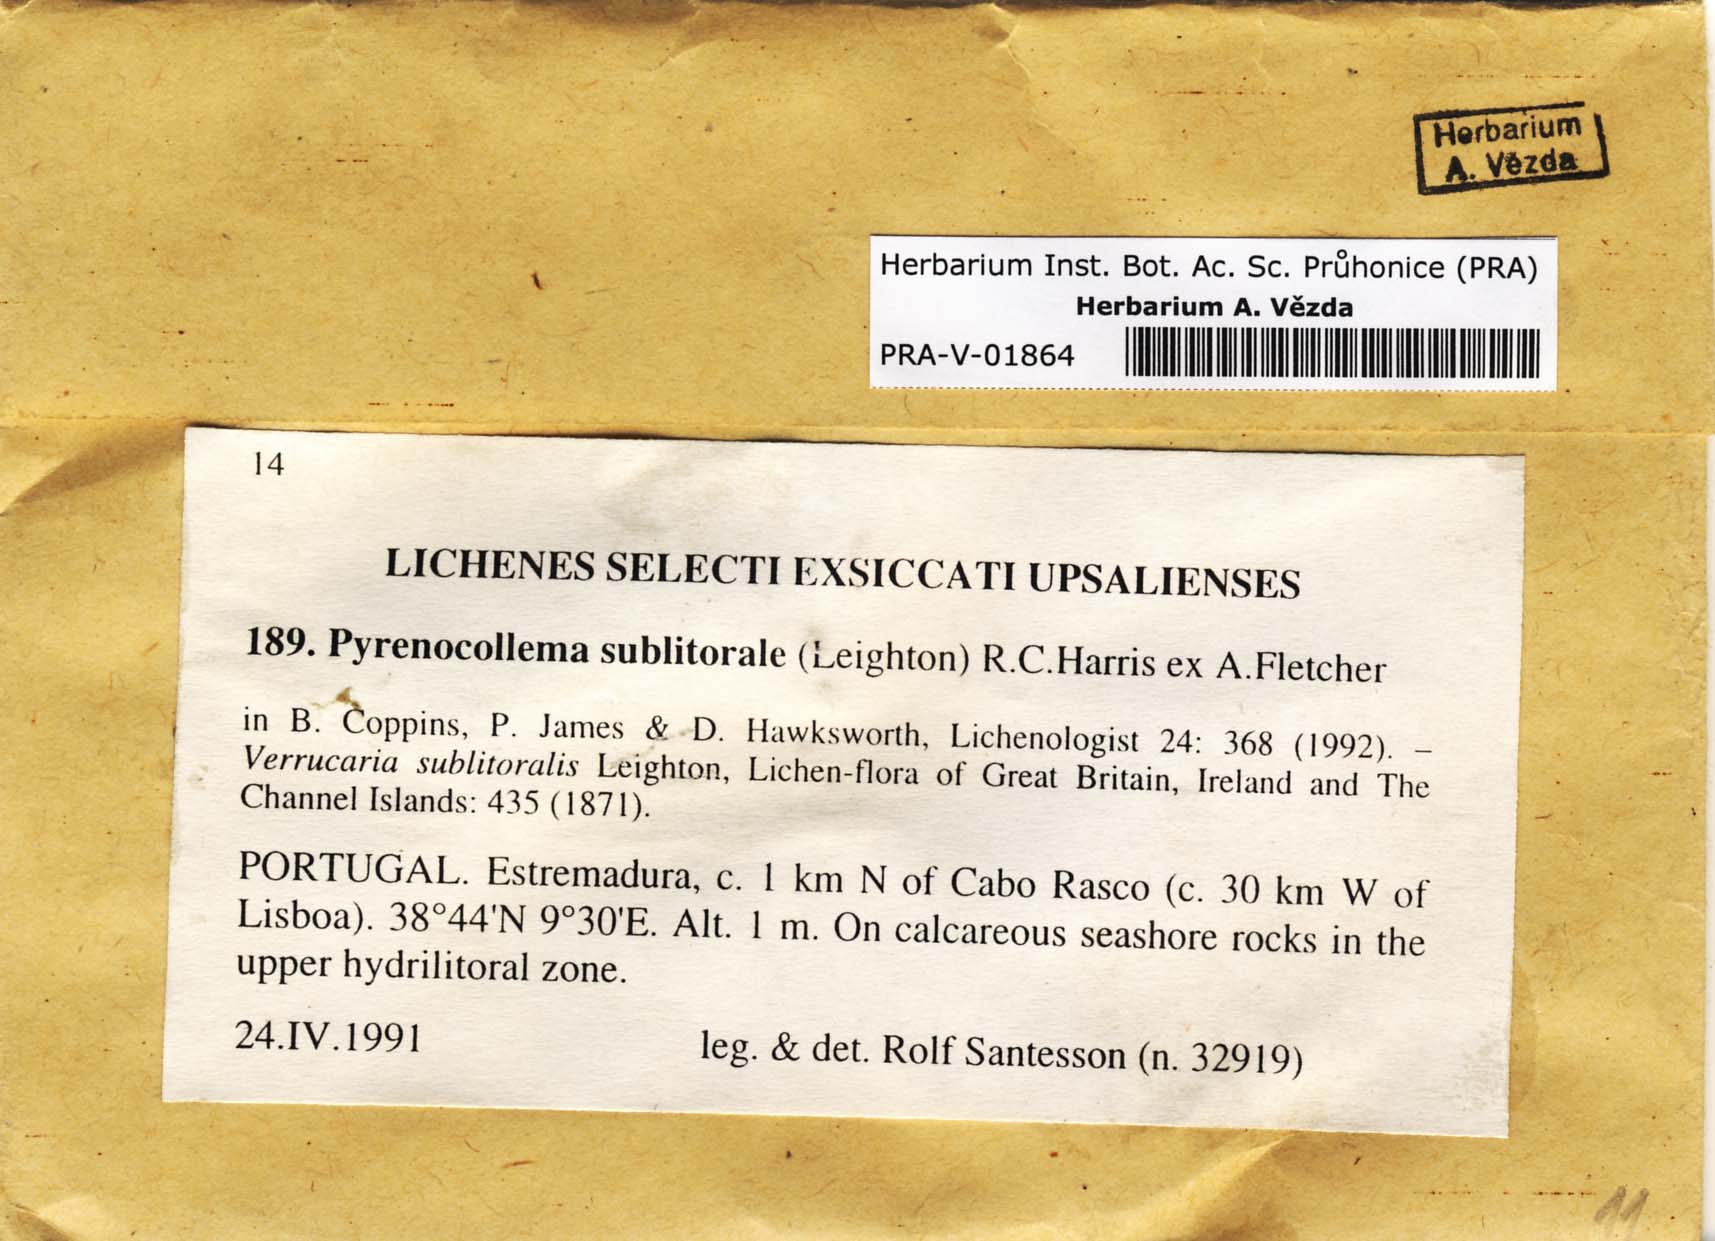 Herbarium
A. Vězda
Herbarium Inst. Bot. Ac. Sc. Průhonice (PRA)
Herbarium A. Vězda
PRA-V-01864
14
LICHENES SELECTI EXSICCATI UPSALIENSES
189. Pyrenocollema sublitorale (Leighton) R.C.Harris ex A.Fletcher
in B. Coppins, P. James & D. Hawksworth, Lichenologist 24: 368 (1992). –
Verrucaria sublitoralis Leighton, Lichen-flora of Great Britain, Ireland and The
Channel Islands: 435 (1871).
PORTUGAL. Estremadura, c. 1 km N of Cabo Rasco (c. 30 km W of
Lisboa). 38°44'N 9°30'E. Alt. 1 m. On calcareous seashore rocks in the
upper hydrilitoral zone.
24.IV.1991
leg. & det. Rolf Santesson (n. 32919)